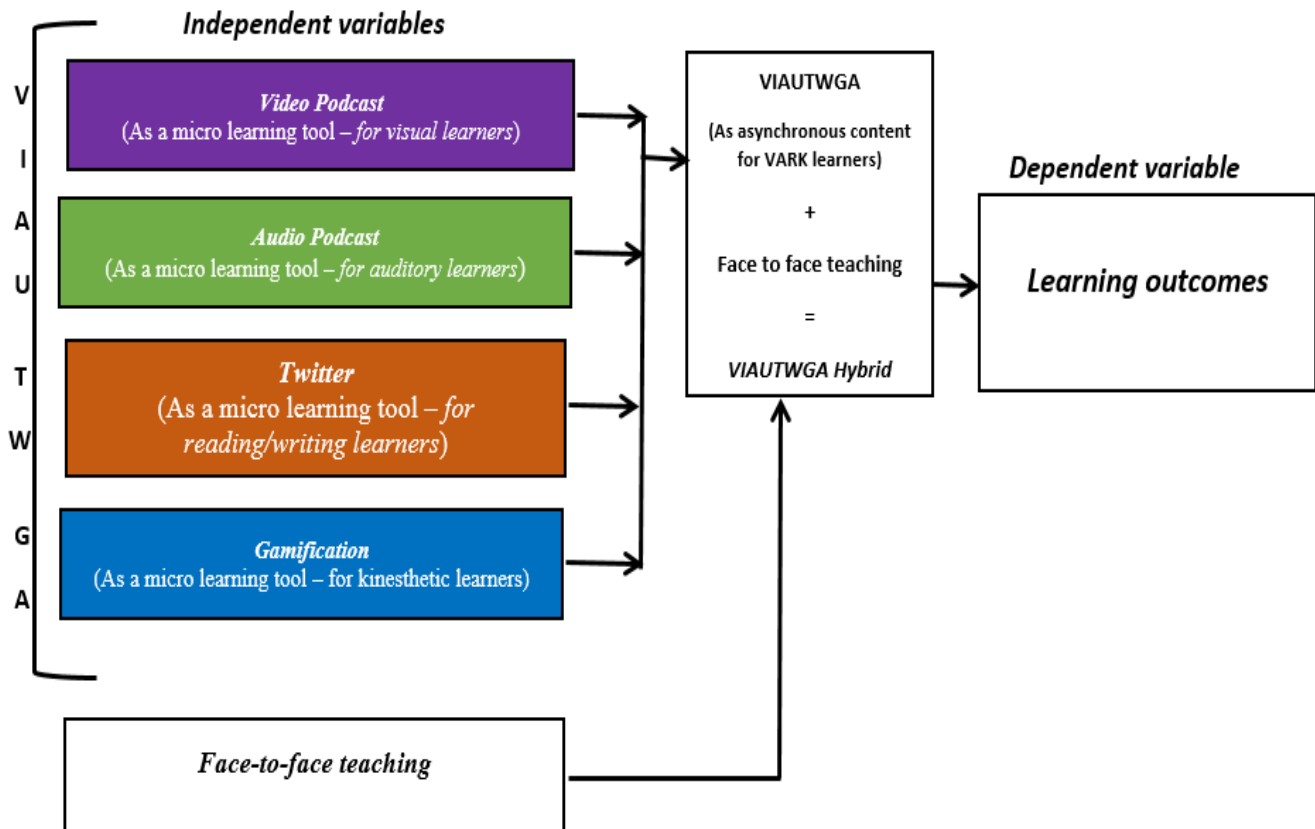 Independent variables
V
I
A
U
T
W
G
A
Video Podcast
(As a micro learning tool – for visual learners)
Audio Podcast
(As a micro learning tool – for auditory learners)
Twitter
(As a micro learning tool – for
reading/writing learners)
Gamification
(As a micro learning tool – for kinesthetic learners)
Face-to-face teaching
VIAUTWGA
(As asynchronous content
for VARK learners)
+
Face to face teaching
=
VIAUTWGA Hybrid
Dependent variable
Learning outcomes